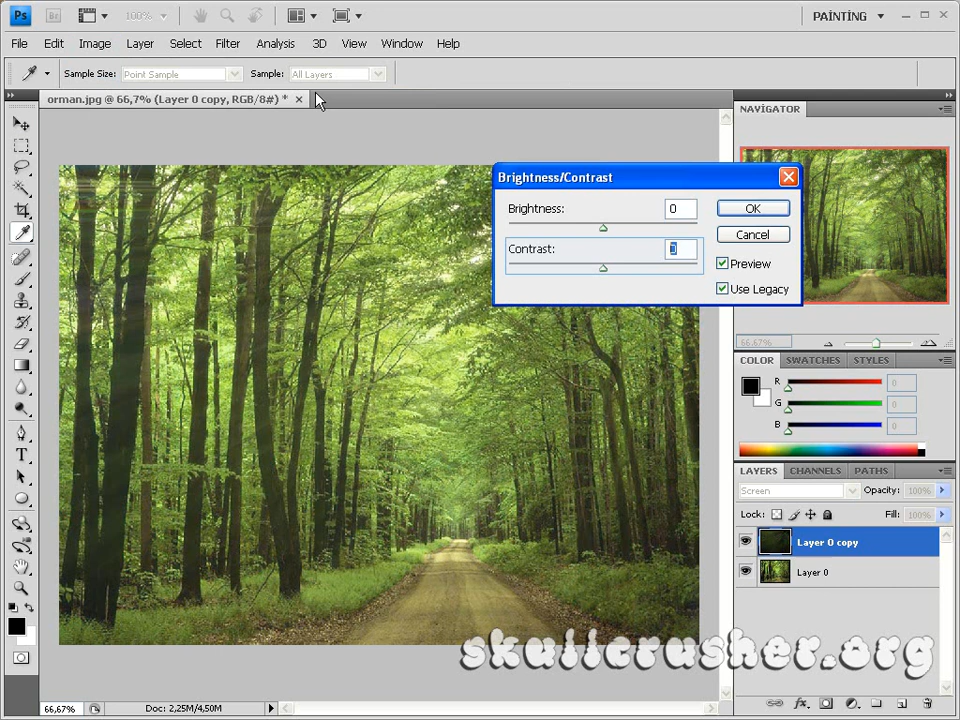 Ps Br 100% PAİNTİNG
File Edit Image Layer Select Filter Analysis 3D View Window Help
Sample Size: Point Sample Sample: All Layers
orman.jpg @ 66,7% (Layer 0 copy, RGB/8#) * ×
NAVİGATOR
Brightness/Contrast
Brightness: 0 OK
Contrast: 0 Cancel
Preview
Use Legacy
66.67%
COLOR SWATCHES STYLES
R 0
G 0
B 0
LAYERS CHANNELS PATHS
Screen Opacity: 100%
Lock: Fill: 100%
Layer 0 copy
Layer 0
skullcrusher.org
66,67% Doc: 2,25M/4,50M